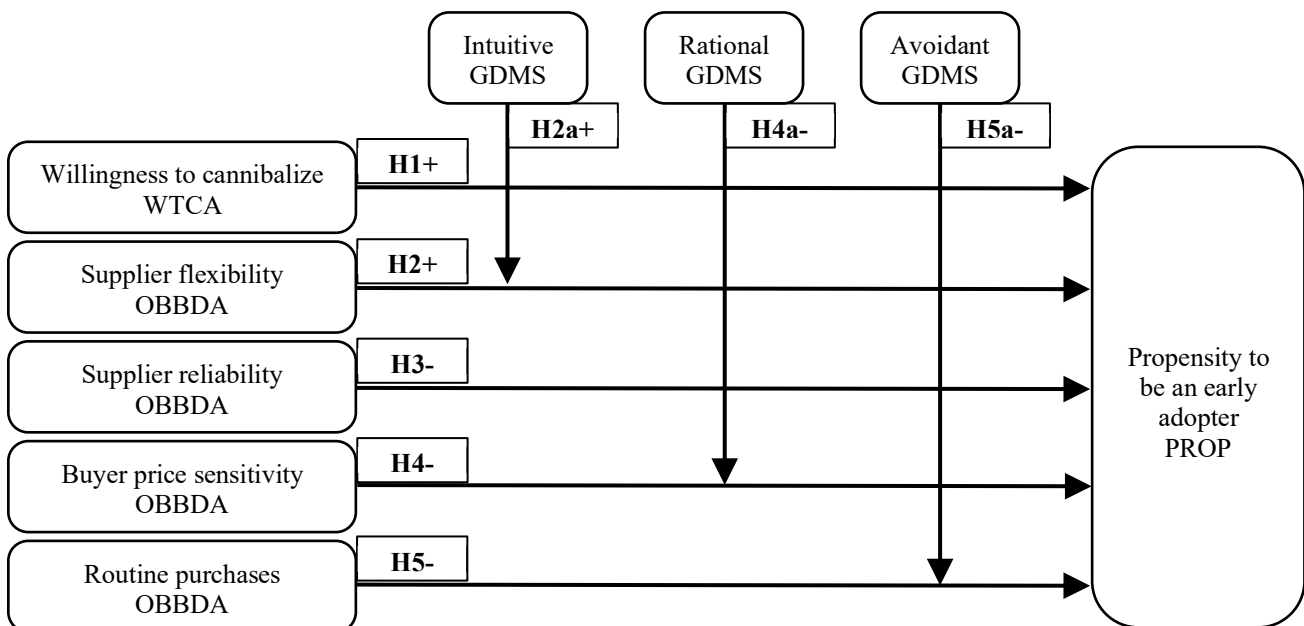 Intuitive
GDMS
Rational
GDMS
Avoidant
GDMS
H2a+
H4a-
H5a-
H1+
Willingness to cannibalize
WTCA
H2+
Supplier flexibility
OBBDA
H3-
Supplier reliability
OBBDA
H4-
Buyer price sensitivity
OBBDA
H5-
Routine purchases
OBBDA
Propensity to
be an early
adopter
PROP